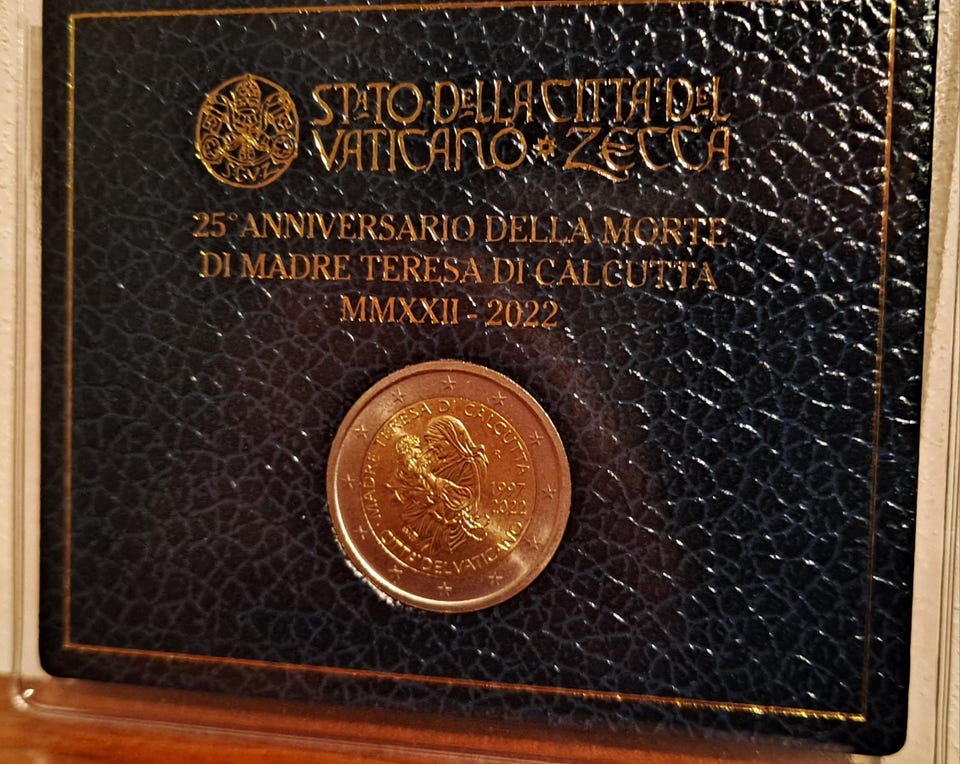 STATO DELLA CITTÀ DEL
VATICANO ZECCA
25° ANNIVERSARIO DELLA MORTE
DI MADRE TERESA DI CALCUTTA
MMXXII - 2022
MADRE TERESA DI CALCUTTA
R
1997
2022
CITTÀ DEL VATICANO